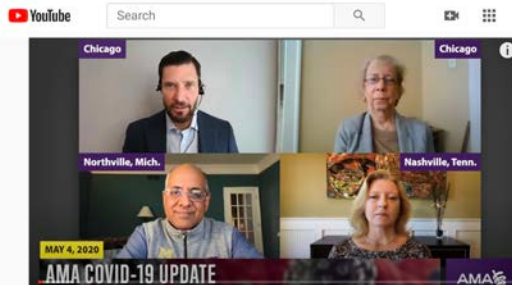 YouTube
Search
Chicago
Chicago
i
Northville, Mich.
Nashville, Tenn.
MAY 4, 2020
AMA COVID-19 UPDATE
AMA